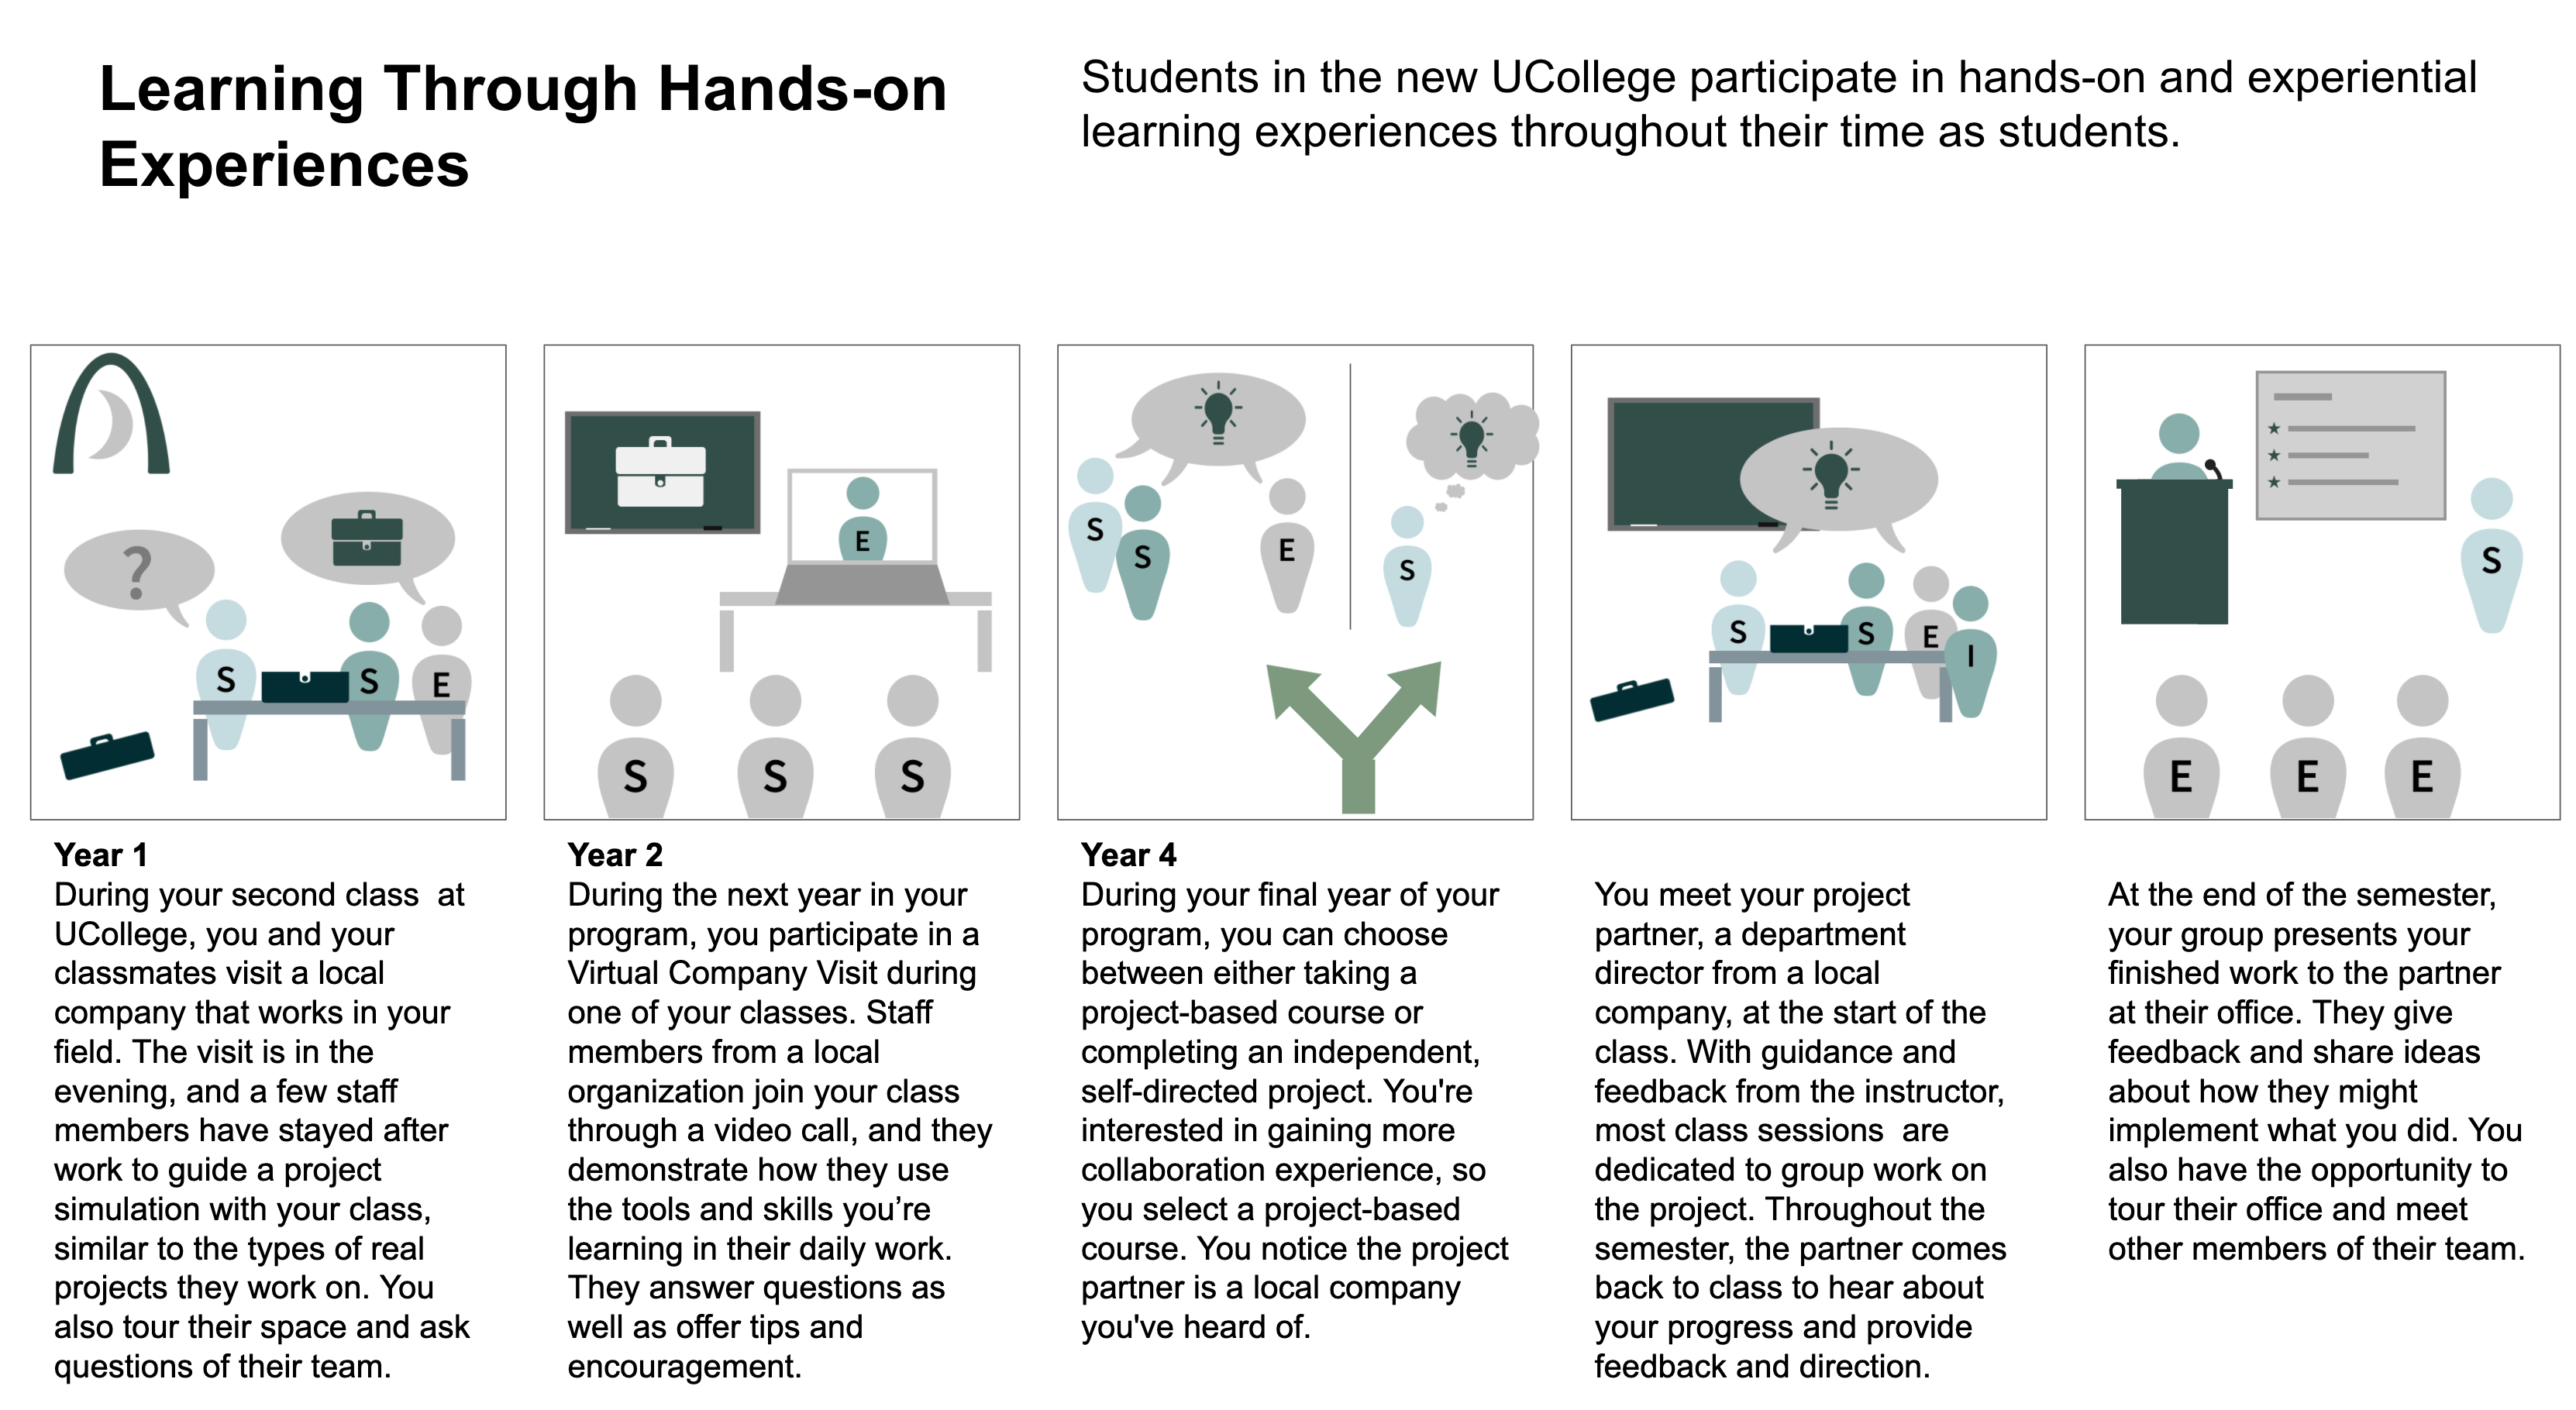 Learning Through Hands-on
Experiences
Students in the new UCollege participate in hands-on and experiential
learning experiences throughout their time as students.
?
S
S
E
E
S
S
S
S
S
E
S
S
S
E
I
S
E
E
E
Year 1
During your second class  at
UCollege, you and your
classmates visit a local
company that works in your
field. The visit is in the
evening, and a few staff
members have stayed after
work to guide a project
simulation with your class,
similar to the types of real
projects they work on. You
also tour their space and ask
questions of their team.
Year 2
During the next year in your
program, you participate in a
Virtual Company Visit during
one of your classes. Staff
members from a local
organization join your class
through a video call, and they
demonstrate how they use
the tools and skills you’re
learning in their daily work.
They answer questions as
well as offer tips and
encouragement.
Year 4
During your final year of your
program, you can choose
between either taking a
project-based course or
completing an independent,
self-directed project. You're
interested in gaining more
collaboration experience, so
you select a project-based
course. You notice the project
partner is a local company
you've heard of.
You meet your project
partner, a department
director from a local
company, at the start of the
class. With guidance and
feedback from the instructor,
most class sessions  are
dedicated to group work on
the project. Throughout the
semester, the partner comes
back to class to hear about
your progress and provide
feedback and direction.
At the end of the semester,
your group presents your
finished work to the partner
at their office. They give
feedback and share ideas
about how they might
implement what you did. You
also have the opportunity to
tour their office and meet
other members of their team.